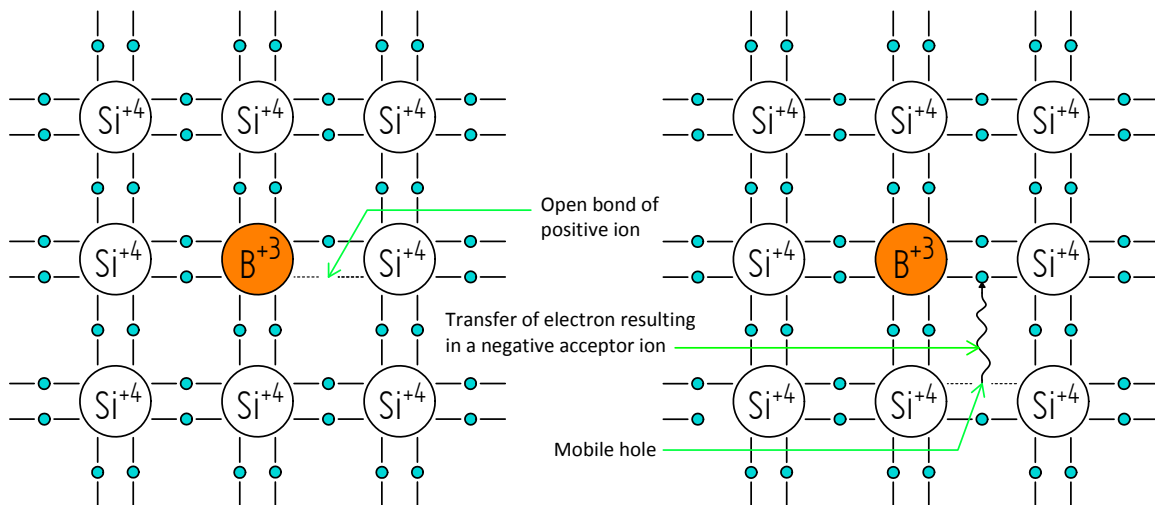 Si+4 Si+4 Si+4 Si+4 Si+4 Si+4
Open bond of
positive ion
Si+4 B+3 Si+4 Si+4 B+3 Si+4
Transfer of electron resulting
in a negative acceptor ion
Si+4 Si+4 Si+4 Si+4 Si+4 Si+4
Mobile hole